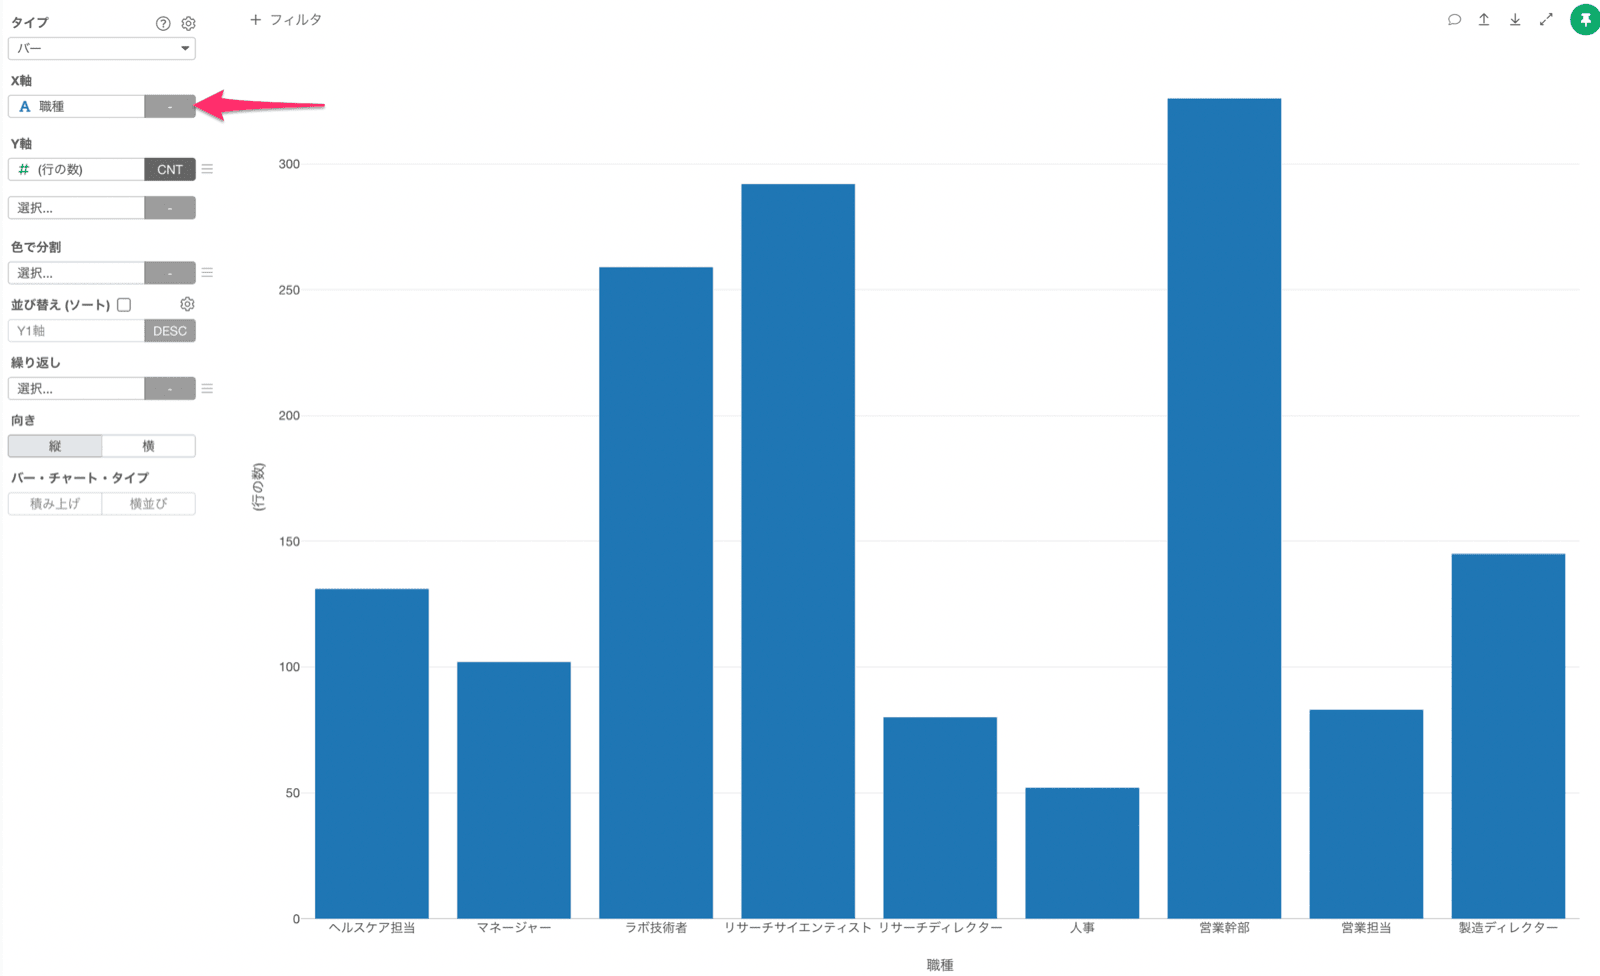 タイプ
+ フィルタ
バー
X軸
A 職種 -
Y軸
# (行の数) CNT
選択... -
色で分割
選択... -
並び替え (ソート)
Y1軸 DESC
繰り返し
選択... -
向き
縦 横
バー・チャート・タイプ
積み上げ 横並び
(行の数)
300
250
200
150
100
50
0
ヘルスケア担当 マネージャー ラボ技術者 リサーチサイエンティスト リサーチディレクター 人事 営業幹部 営業担当 製造ディレクター
職種